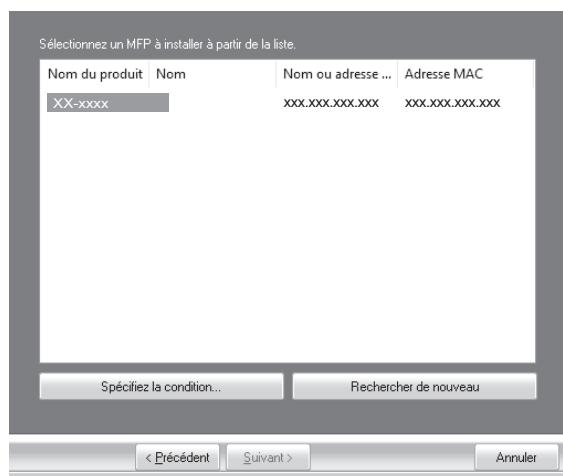 Sélectionnez un MFP à installer à partir de la liste.
Nom du produit Nom Nom ou adresse ... Adresse MAC
XX-xxxx xxx.xxx.xxx.xxx xxx.xxx.xxx.xxx
Spécifiez la condition... Rechercher de nouveau
< Précédent Suivant > Annuler